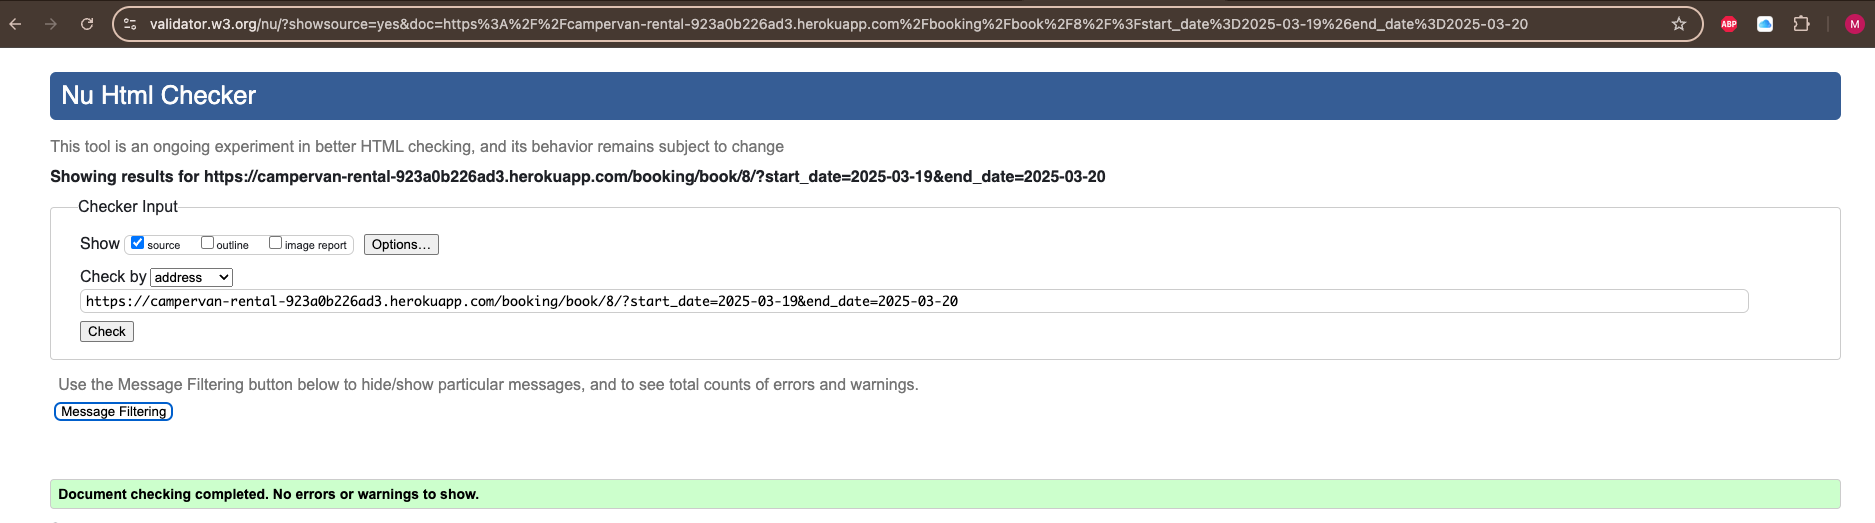 validator.w3.org/nu/?showsource=yes&doc=https%3A%2F%2Fcampervan-rental-923a0b226ad3.herokuapp.com%2Fbooking%2Fbook%2F8%2F%3Fstart_date%3D2025-03-19%26end_date%3D2025-03-20 ABP M
Nu Html Checker
This tool is an ongoing experiment in better HTML checking, and its behavior remains subject to change
Showing results for https://campervan-rental-923a0b226ad3.herokuapp.com/booking/book/8/?start_date=2025-03-19&end_date=2025-03-20
Checker Input
Show source outline image report Options...
Check by address
https://campervan-rental-923a0b226ad3.herokuapp.com/booking/book/8/?start_date=2025-03-19&end_date=2025-03-20
Check
Use the Message Filtering button below to hide/show particular messages, and to see total counts of errors and warnings.
Message Filtering
Document checking completed. No errors or warnings to show.